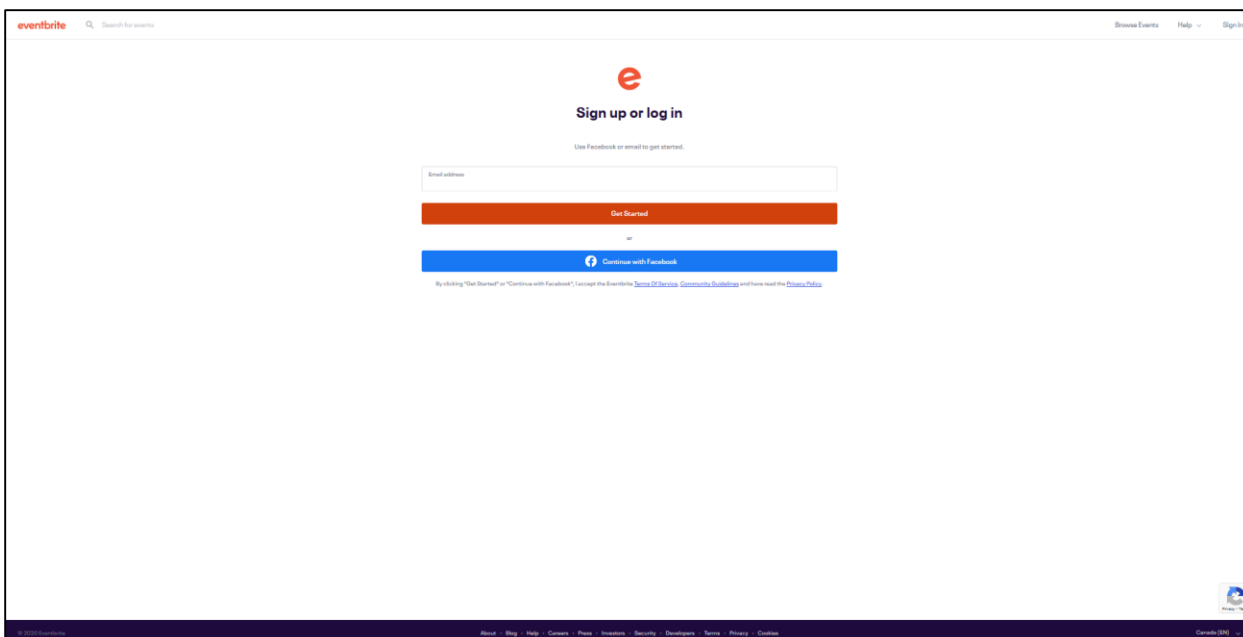 eventbrite
Search for events
Browse Events
Help
Sign In
Sign up or log in
Use Facebook or email to get started.
Email address
Get Started
or
Continue with Facebook
By clicking "Get Started" or "Continue with Facebook", I accept the Eventbrite Terms Of Service, Community Guidelines and have read the Privacy Policy.
Privacy
© 2020 Eventbrite
About · Blog · Help · Careers · Press · Investors · Security · Developers · Terms · Privacy · Cookies
Canada (EN)